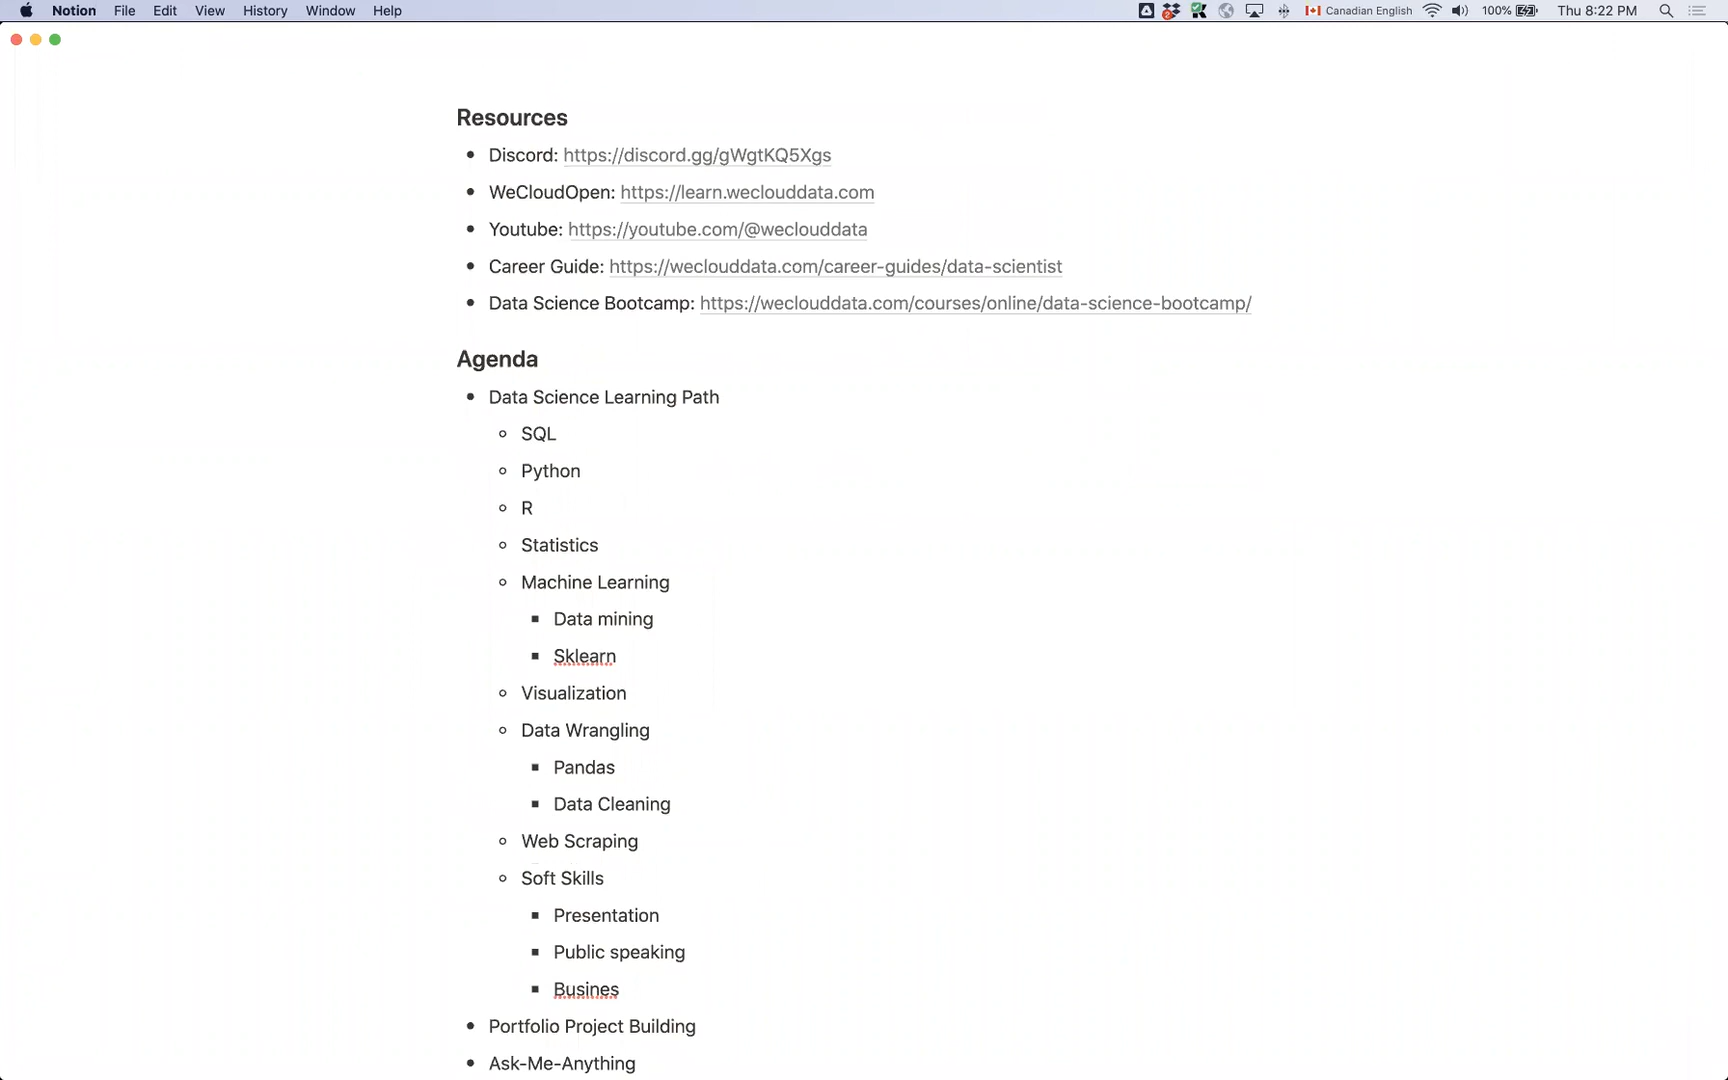 Notion File Edit View History Window Help 2 Canadian English 100% Thu 8:22 PM
Resources
Discord: https://discord.gg/gWgtKQ5Xgs
WeCloudOpen: https://learn.weclouddata.com
Youtube: https://youtube.com/@weclouddata
Career Guide: https://weclouddata.com/career-guides/data-scientist
Data Science Bootcamp: https://weclouddata.com/courses/online/data-science-bootcamp/
Agenda
Data Science Learning Path
SQL
Python
R
Statistics
Machine Learning
Data mining
Sklearn
Visualization
Data Wrangling
Pandas
Data Cleaning
Web Scraping
Soft Skills
Presentation
Public speaking
Busines
Portfolio Project Building
Ask-Me-Anything